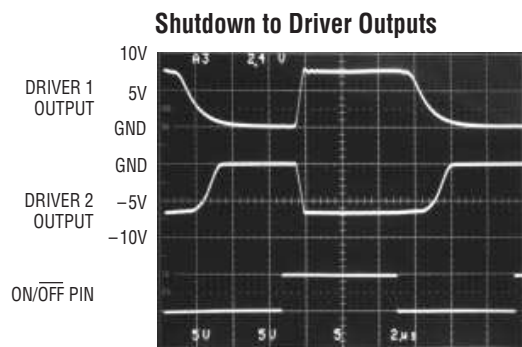 Shutdown to Driver Outputs
A3 2.4 V
10V
DRIVER 1
OUTPUT
5V
GND
GND
DRIVER 2
OUTPUT
–5V
–10V
ON/OFF PIN
5V 5V 5 2µs